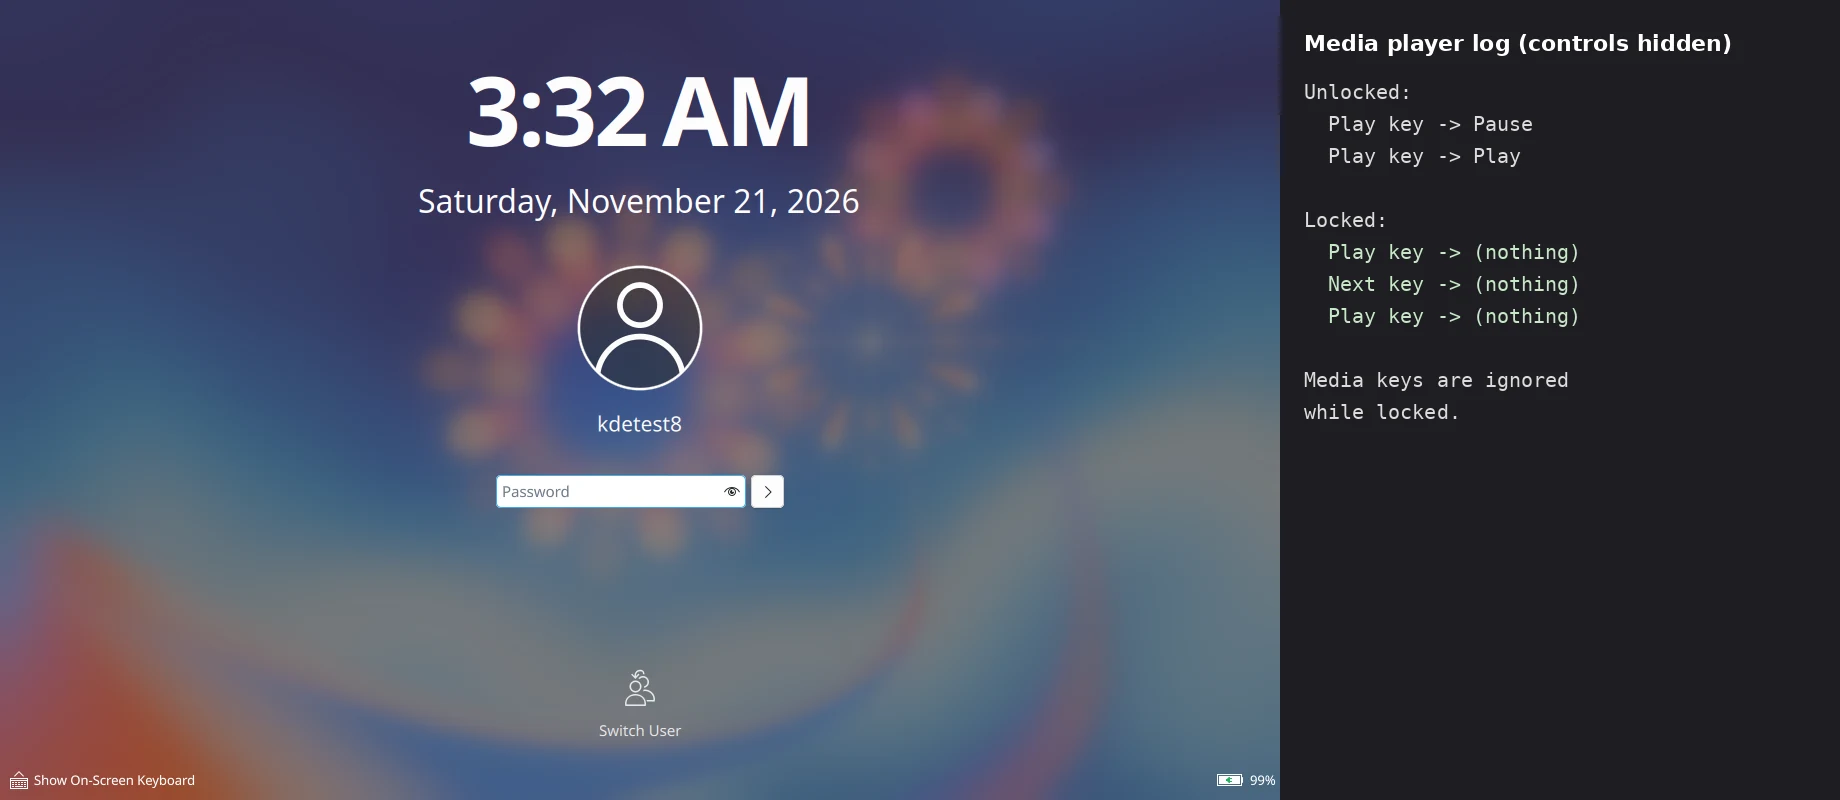 3:32 AM
Saturday, November 21, 2026
kdetest8
Password
Switch User
Show On-Screen Keyboard
99%
Media player log (controls hidden)
Unlocked:
Play key -> Pause
Play key -> Play
Locked:
Play key -> (nothing)
Next key -> (nothing)
Play key -> (nothing)
Media keys are ignored
while locked.